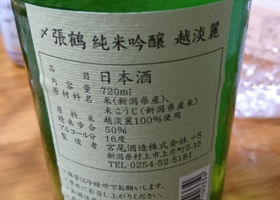 〆張鶴 純米吟醸 越淡麗
品目 日本酒
内容量 720ml
原材料 米(新潟県産)、
米こうじ(新潟県産米)
原料米 越淡麗100%使用
精米歩合 50%
アルコール分 16度
製造者 宮尾酒造株式会社 +S
新潟県村上市上片町5-15
TEL 0254-52-5181